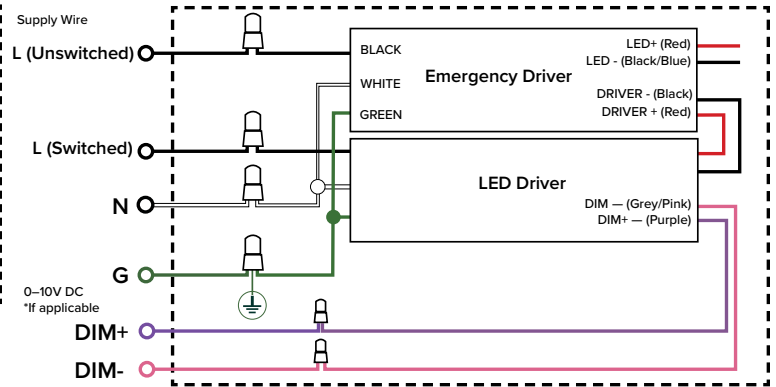 Supply Wire
L (Unswitched)
BLACK
WHITE
GREEN
Emergency Driver
LED+ (Red)
LED - (Black/Blue)
DRIVER - (Black)
DRIVER + (Red)
L (Switched)
LED Driver
N
DIM — (Grey/Pink)
DIM+ — (Purple)
G
0–10V DC
*If applicable
DIM+
DIM-